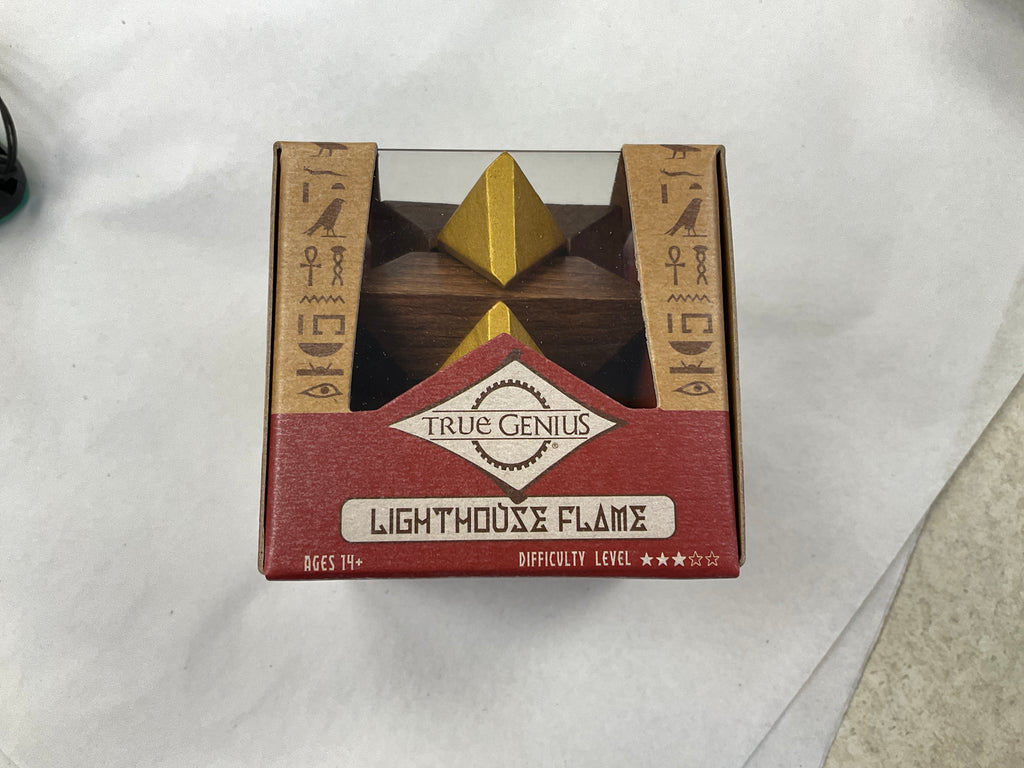 TRUE GENIUS®
LIGHTHOUSE FLAME
AGES 14+
DIFFICULTY LEVEL ★★★☆☆